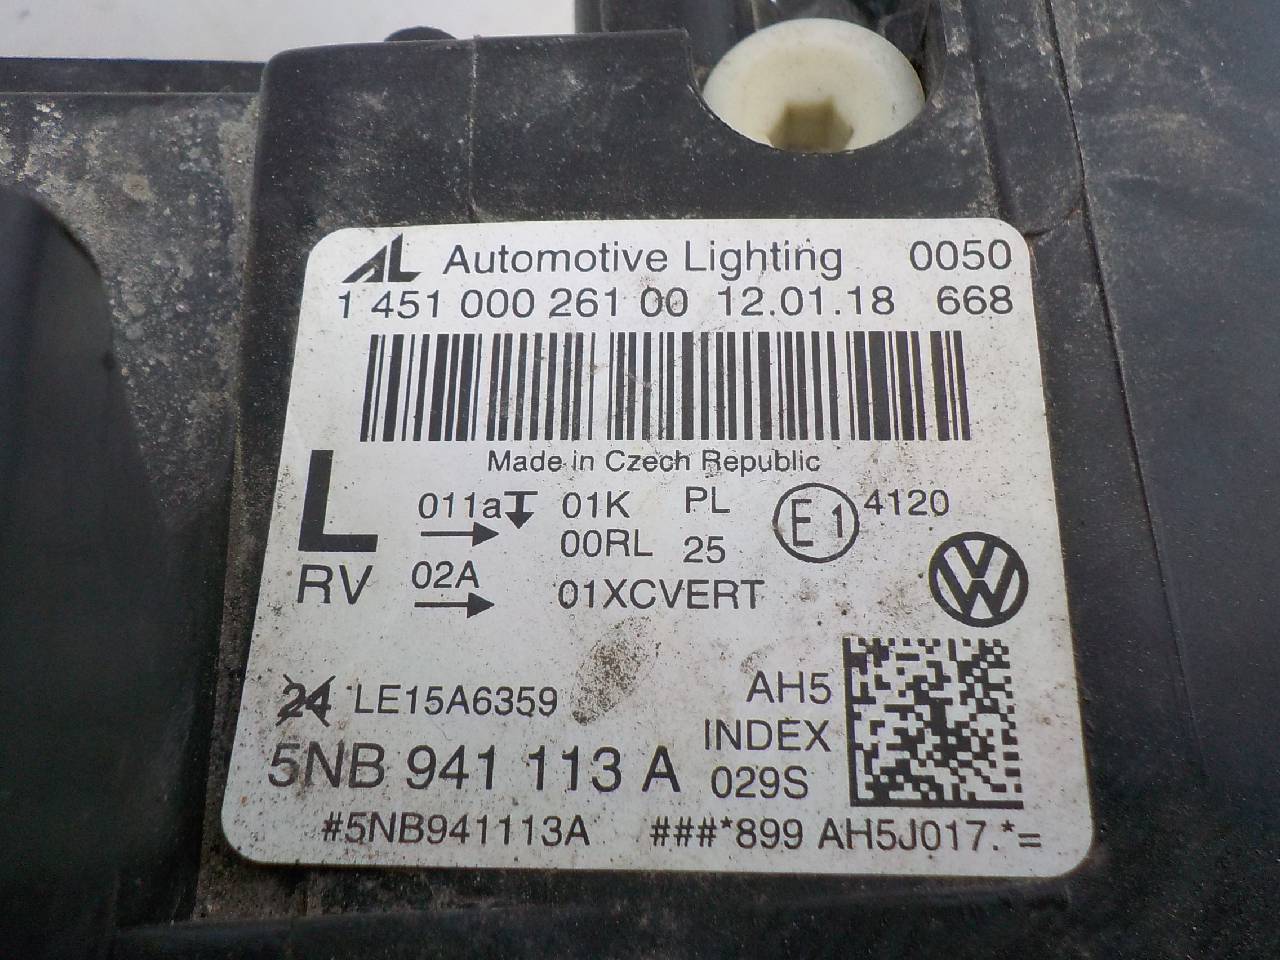 AL Automotive Lighting 0050
1 451 000 261 00 12.01.18 668
Made in Czech Republic
L 011a 01K PL E1 4120
00RL 25
RV 02A 01XCVERT
24 LE15A6359 AH5
INDEX
5NB 941 113 A 029S
#5NB941113A ###*899 AH5J017.*=